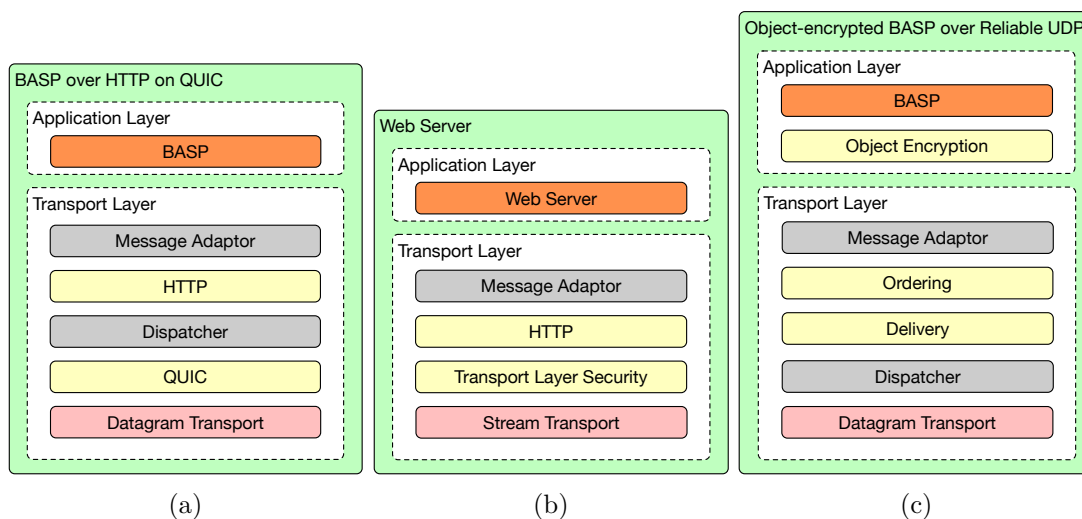 BASP over HTTP on QUIC
Application Layer
BASP
Transport Layer
Message Adaptor
HTTP
Dispatcher
QUIC
Datagram Transport
(a)
Web Server
Application Layer
Web Server
Transport Layer
Message Adaptor
HTTP
Transport Layer Security
Stream Transport
(b)
Object-encrypted BASP over Reliable UDP
Application Layer
BASP
Object Encryption
Transport Layer
Message Adaptor
Ordering
Delivery
Dispatcher
Datagram Transport
(c)